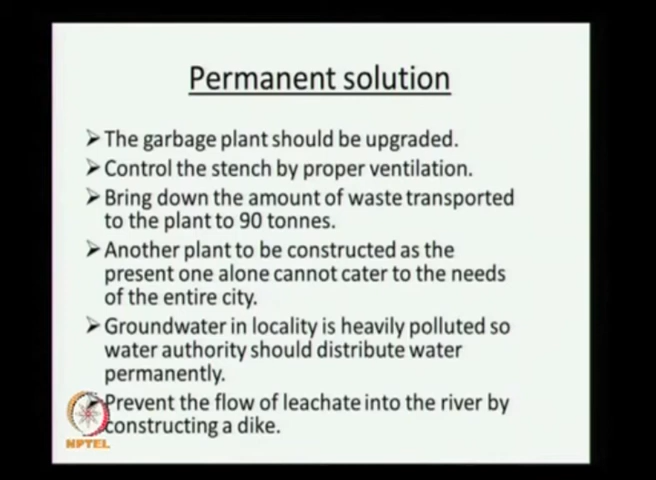 Permanent solution
➢ The garbage plant should be upgraded.
➢ Control the stench by proper ventilation.
➢ Bring down the amount of waste transported
to the plant to 90 tonnes.
➢ Another plant to be constructed as the
present one alone cannot cater to the needs
of the entire city.
➢ Groundwater in locality is heavily polluted so
water authority should distribute water
permanently.
➢ Prevent the flow of leachate into the river by
constructing a dike.
NPTEL